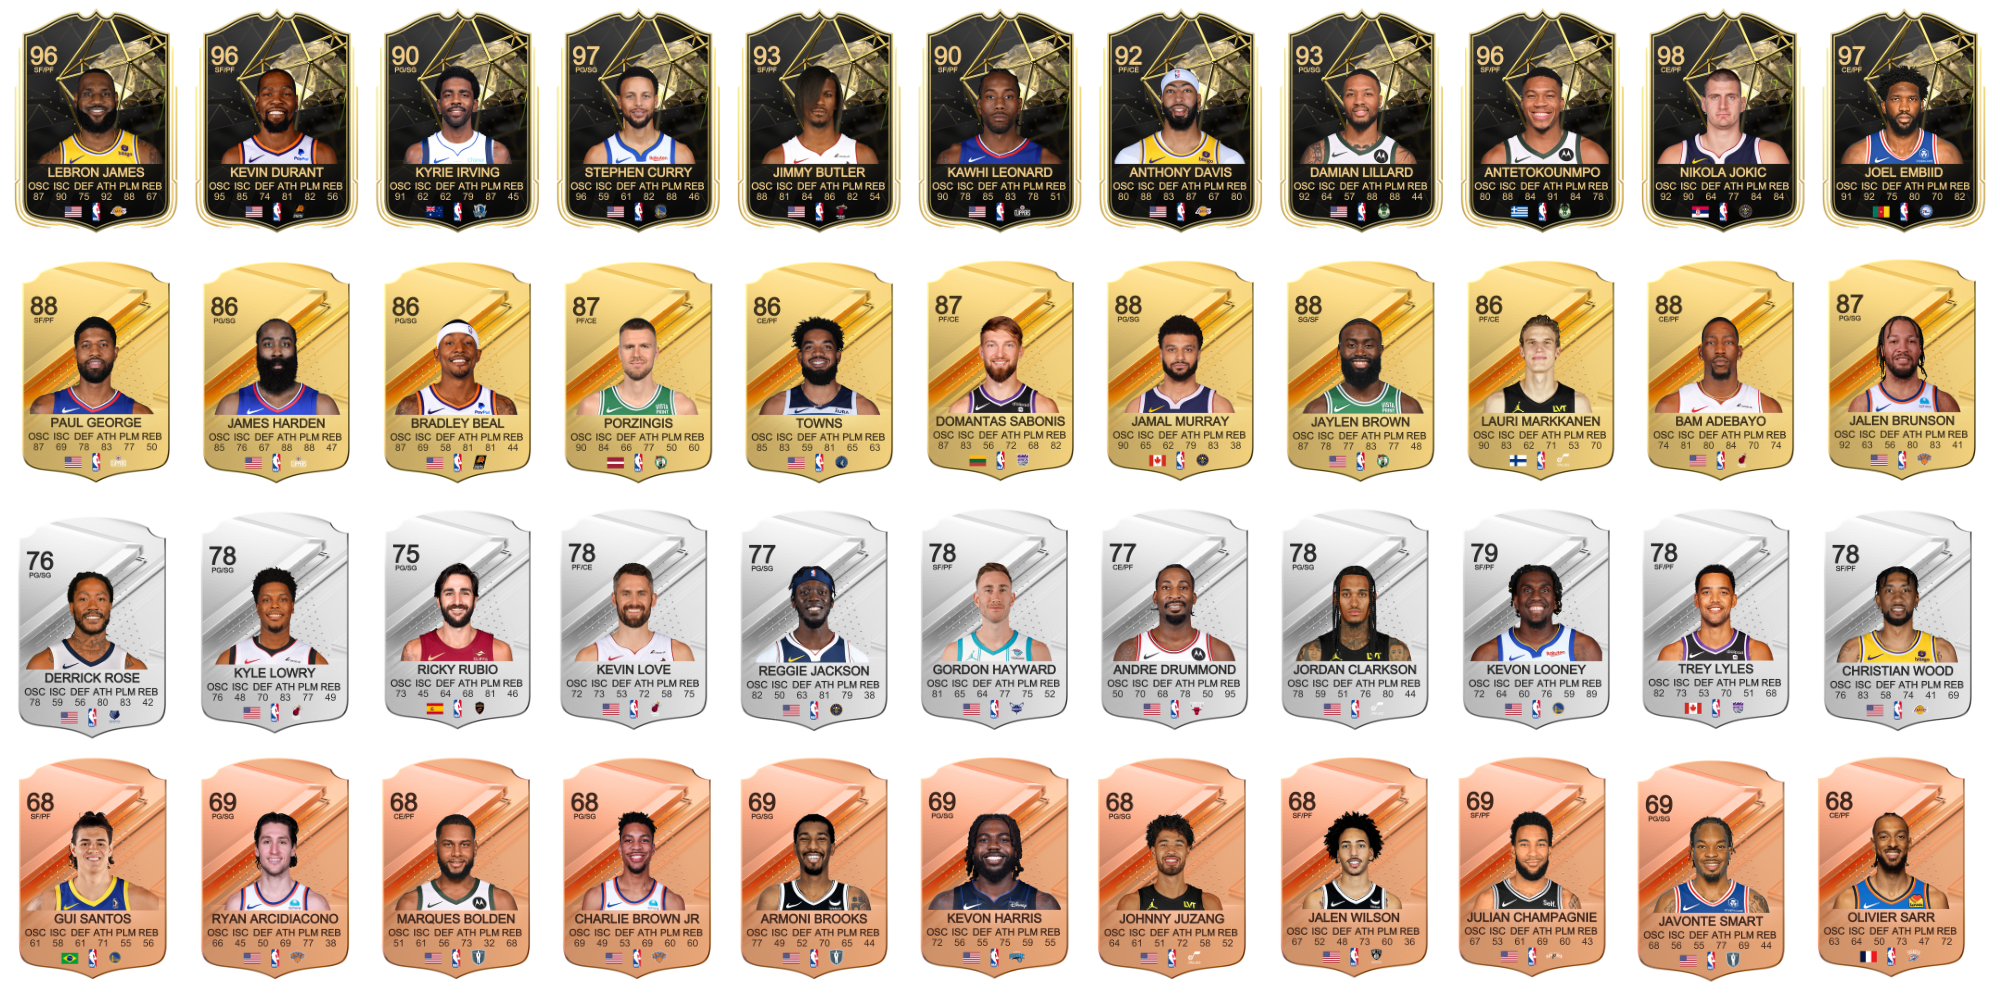 96
SF/PF
LEBRON JAMES
OSC ISC DEF ATH PLM REB
87 90 75 92 88 67
96
SF/PF
KEVIN DURANT
OSC ISC DEF ATH PLM REB
95 85 74 81 82 56
90
PG/SG
KYRIE IRVING
OSC ISC DEF ATH PLM REB
91 62 62 79 87 45
97
PG/SG
STEPHEN CURRY
OSC ISC DEF ATH PLM REB
96 59 61 82 88 46
93
SF/PF
JIMMY BUTLER
OSC ISC DEF ATH PLM REB
88 81 84 86 82 54
90
SF/PF
KAWHI LEONARD
OSC ISC DEF ATH PLM REB
90 78 85 83 78 51
92
PF/CE
ANTHONY DAVIS
OSC ISC DEF ATH PLM REB
80 88 83 87 67 80
93
PG/SG
DAMIAN LILLARD
OSC ISC DEF ATH PLM REB
92 64 57 88 88 44
96
SF/PF
ANTETOKOUNMPO
OSC ISC DEF ATH PLM REB
80 88 84 91 84 78
98
CE/PF
NIKOLA JOKIC
OSC ISC DEF ATH PLM REB
92 90 64 77 84 84
97
CE/PF
JOEL EMBIID
OSC ISC DEF ATH PLM REB
91 92 75 80 70 82
88
SF/PF
PAUL GEORGE
OSC ISC DEF ATH PLM REB
87 69 78 83 77 50
86
PG/SG
JAMES HARDEN
OSC ISC DEF ATH PLM REB
85 76 67 88 88 47
86
PG/SG
BRADLEY BEAL
OSC ISC DEF ATH PLM REB
87 69 58 81 81 44
87
PF/CE
PORZINGIS
OSC ISC DEF ATH PLM REB
90 84 66 77 50 60
86
CE/PF
TOWNS
OSC ISC DEF ATH PLM REB
85 83 59 81 65 63
87
PF/CE
DOMANTAS SABONIS
OSC ISC DEF ATH PLM REB
87 83 56 72 68 82
88
PG/SG
JAMAL MURRAY
OSC ISC DEF ATH PLM REB
90 65 62 79 83 38
88
SG/SF
JAYLEN BROWN
OSC ISC DEF ATH PLM REB
87 78 77 83 77 48
86
PF/CE
LAURI MARKKANEN
OSC ISC DEF ATH PLM REB
90 83 62 71 53 70
88
CE/PF
BAM ADEBAYO
OSC ISC DEF ATH PLM REB
74 81 80 84 70 74
87
PG/SG
JALEN BRUNSON
OSC ISC DEF ATH PLM REB
92 63 55 80 83 41
76
PG/SG
DERRICK ROSE
OSC ISC DEF ATH PLM REB
78 59 56 80 83 42
78
PG/SG
KYLE LOWRY
OSC ISC DEF ATH PLM REB
76 48 70 83 77 49
75
PG/SG
RICKY RUBIO
OSC ISC DEF ATH PLM REB
73 45 64 68 81 46
78
PF/CE
KEVIN LOVE
OSC ISC DEF ATH PLM REB
72 73 53 72 58 75
77
PG/SG
REGGIE JACKSON
OSC ISC DEF ATH PLM REB
82 50 63 81 79 38
78
SF/PF
GORDON HAYWARD
OSC ISC DEF ATH PLM REB
81 65 64 77 75 52
77
CE/PF
ANDRE DRUMMOND
OSC ISC DEF ATH PLM REB
50 70 68 78 50 95
78
PG/SG
JORDAN CLARKSON
OSC ISC DEF ATH PLM REB
78 59 51 76 80 44
79
SF/PF
KEVON LOONEY
OSC ISC DEF ATH PLM REB
72 64 60 76 59 89
78
SF/PF
TREY LYLES
OSC ISC DEF ATH PLM REB
82 73 53 70 51 68
78
SF/PF
CHRISTIAN WOOD
OSC ISC DEF ATH PLM REB
76 83 58 74 41 69
68
SF/PF
GUI SANTOS
OSC ISC DEF ATH PLM REB
61 58 61 71 55 56
69
PG/SG
RYAN ARCIDIACONO
OSC ISC DEF ATH PLM REB
66 45 50 69 77 38
68
CE/PF
MARQUES BOLDEN
OSC ISC DEF ATH PLM REB
51 61 56 73 32 68
68
PG/SG
CHARLIE BROWN JR
OSC ISC DEF ATH PLM REB
69 49 53 69 60 60
69
PG/SG
ARMONI BROOKS
OSC ISC DEF ATH PLM REB
77 49 52 70 65 44
69
PG/SG
KEVON HARRIS
OSC ISC DEF ATH PLM REB
72 56 55 75 59 55
68
PG/SG
JOHNNY JUZANG
OSC ISC DEF ATH PLM REB
64 61 51 72 58 52
68
SF/PF
JALEN WILSON
OSC ISC DEF ATH PLM REB
67 52 48 73 60 36
69
SF/PF
JULIAN CHAMPAGNIE
OSC ISC DEF ATH PLM REB
67 53 61 69 60 43
69
PG/SG
JAVONTE SMART
OSC ISC DEF ATH PLM REB
68 56 55 77 69 44
68
CE/PF
OLIVIER SARR
OSC ISC DEF ATH PLM REB
63 64 50 73 47 72